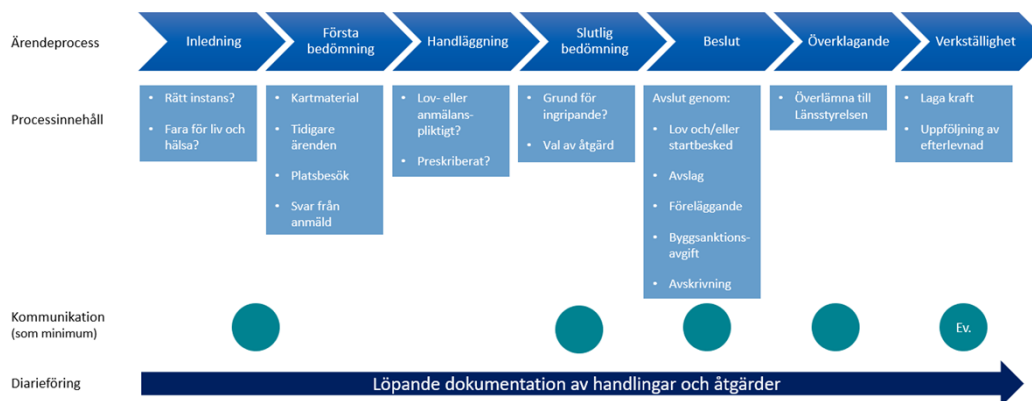 Ärendeprocess
Inledning
Första
bedömning
Handläggning
Slutlig
bedömning
Beslut
Överklagande
Verkställighet
Processinnehåll
• Rätt instans?
• Fara för liv och
hälsa?
• Kartmaterial
• Tidigare
ärenden
• Platsbesök
• Svar från
anmäld
• Lov- eller
anmälans-
pliktigt?
• Preskriberat?
• Grund för
ingripande?
• Val av åtgärd
Avslut genom:
• Lov och/eller
startbesked
• Avslag
• Föreläggande
• Byggsanktions-
avgift
• Avskrivning
• Överlämna till
Länsstyrelsen
• Laga kraft
• Uppföljning av
efterlevnad
Kommunikation
(som minimum)
Ev.
Diarieföring
Löpande dokumentation av handlingar och åtgärder